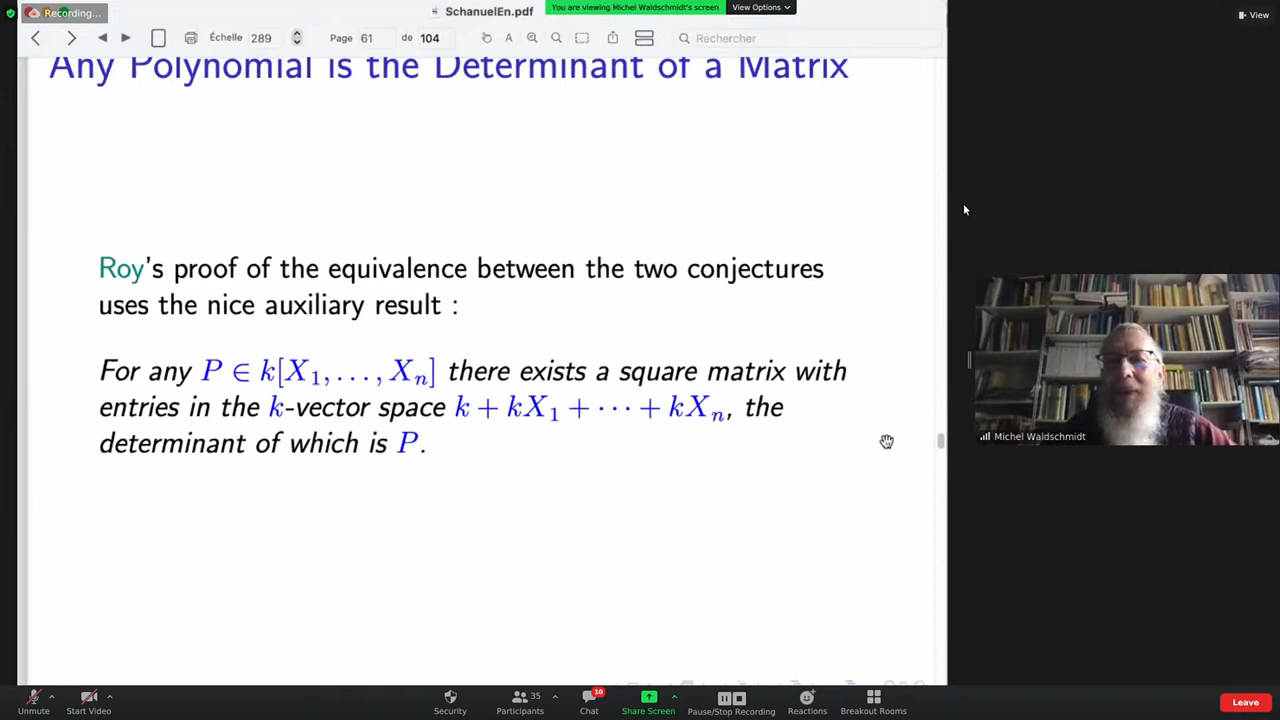 Recording...
SchanuelEn.pdf
You are viewing Michel Waldschmidt's screen
View Options
View
Échelle 289
Page 61 de 104
Rechercher
Any Polynomial is the Determinant of a Matrix
Roy's proof of the equivalence between the two conjectures
uses the nice auxiliary result :
For any P ∈ k[X₁, . . . , Xₙ] there exists a square matrix with
entries in the k-vector space k + kX₁ + · · · + kXₙ, the
determinant of which is P.
Michel Waldschmidt
Unmute
Start Video
Security
Participants 35
Chat 10
Share Screen
Pause/Stop Recording
Reactions
Breakout Rooms
Leave